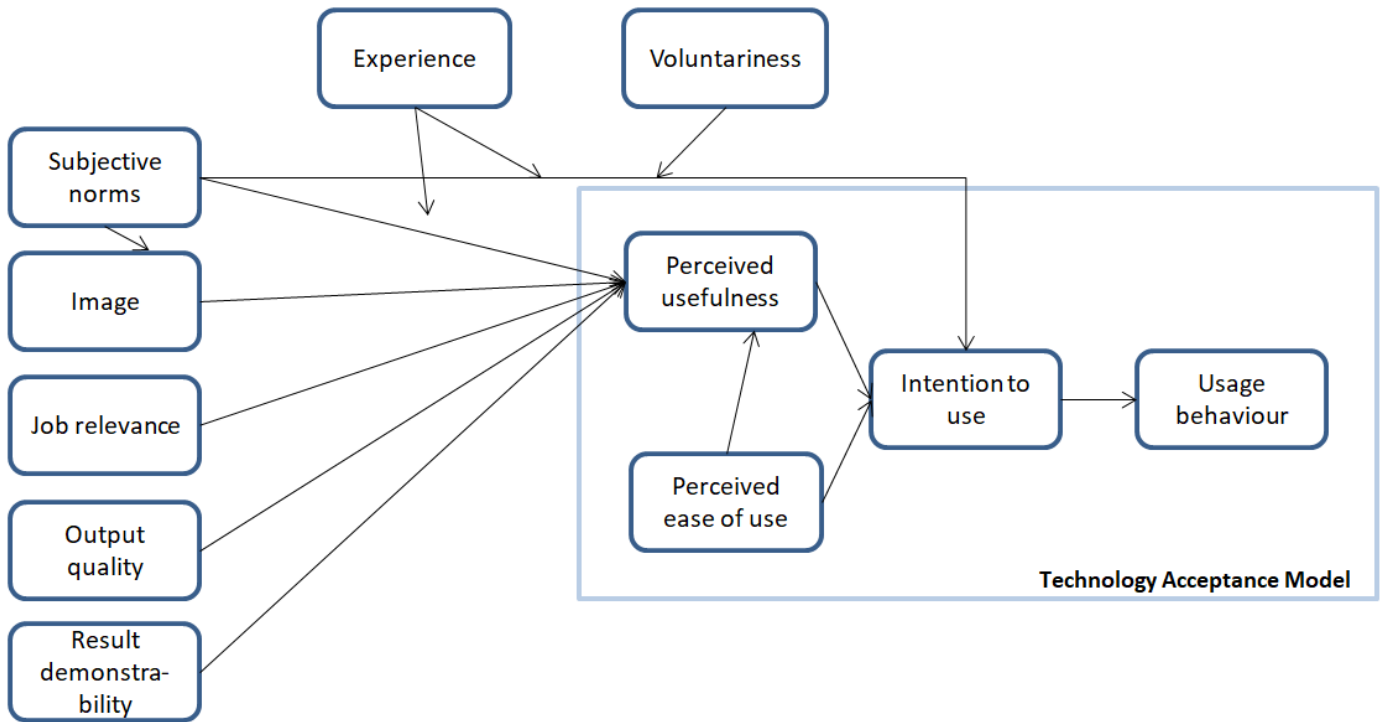 Experience
Voluntariness
Subjective
norms
Image
Job relevance
Output
quality
Result
demonstra-
bility
Perceived
usefulness
Perceived
ease of use
Intention to
use
Usage
behaviour
Technology Acceptance Model